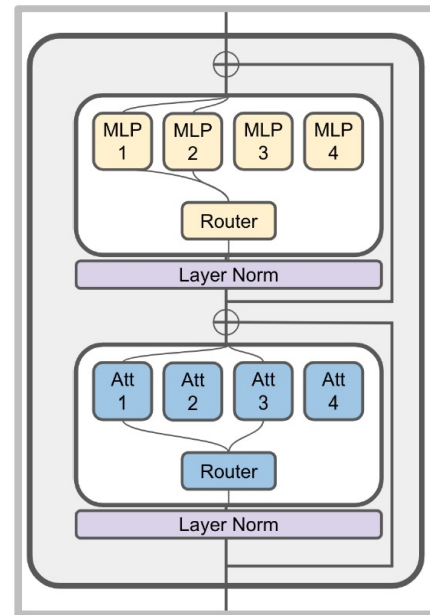 MLP 1
MLP 2
MLP 3
MLP 4
Router
Layer Norm
Att 1
Att 2
Att 3
Att 4
Router
Layer Norm